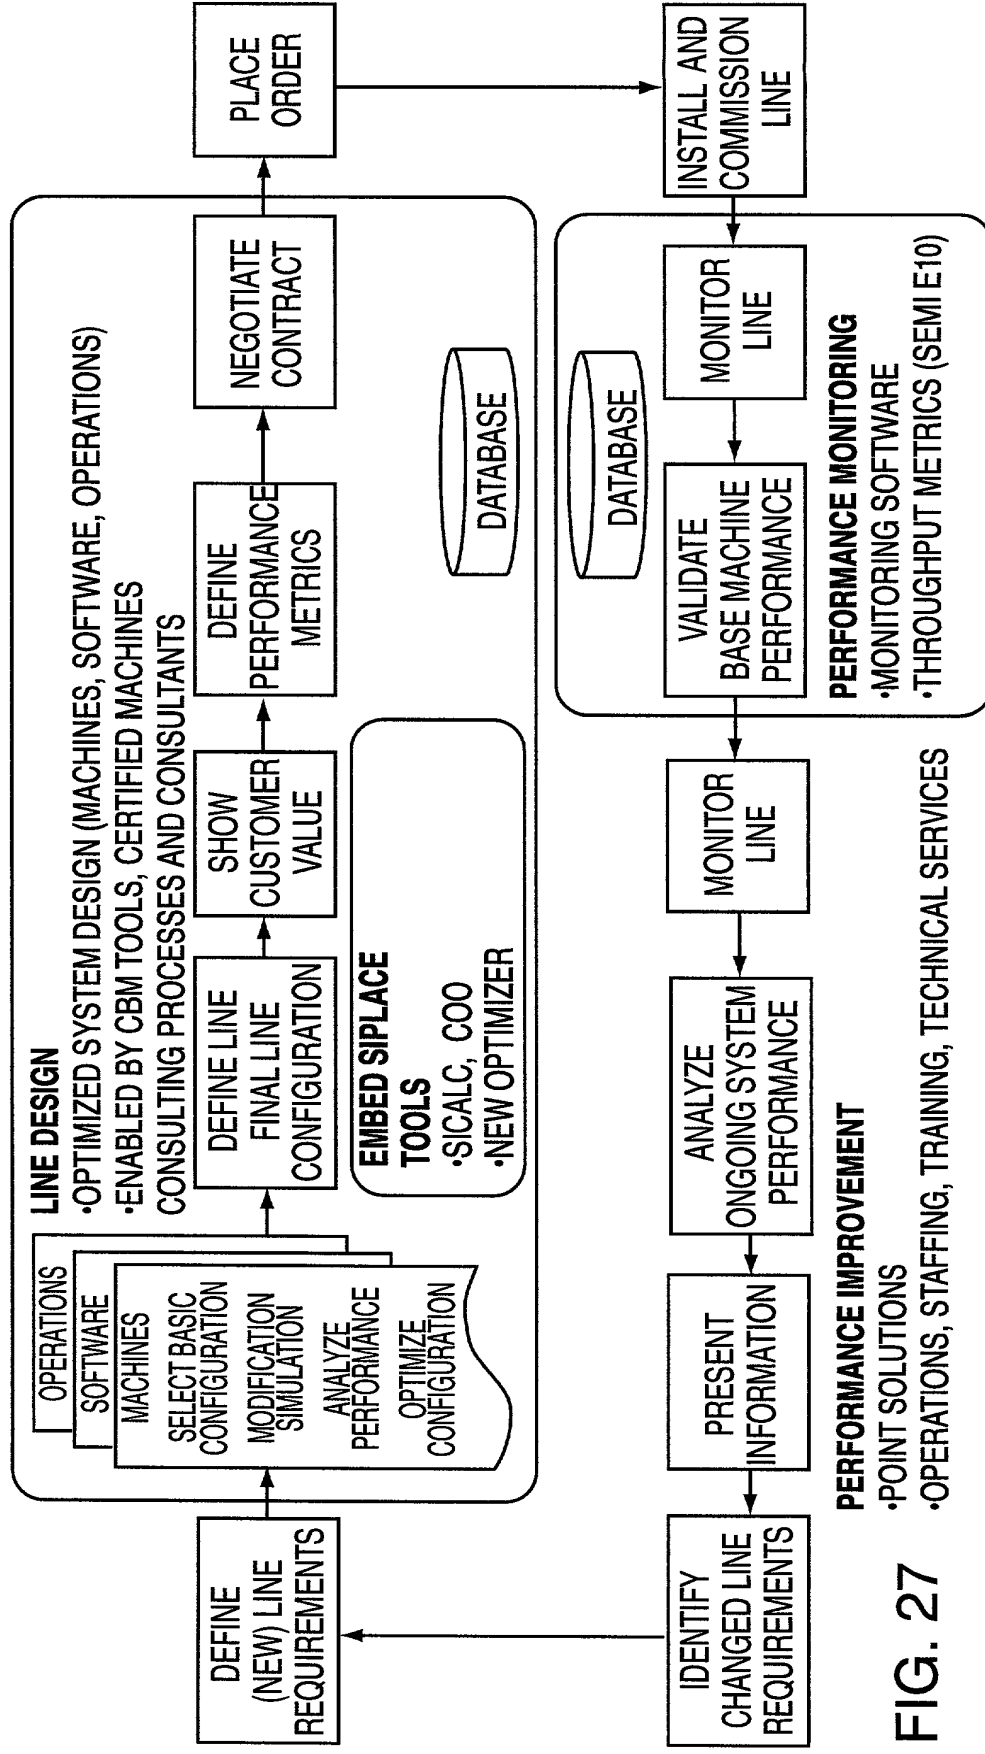 LINE DESIGN
•OPTIMIZED SYSTEM DESIGN (MACHINES, SOFTWARE, OPERATIONS)
•ENABLED BY CBM TOOLS, CERTIFIED MACHINES
CONSULTING PROCESSES AND CONSULTANTS
DEFINE
(NEW) LINE
REQUIREMENTS
OPERATIONS
SOFTWARE
MACHINES
SELECT BASIC
CONFIGURATION
MODIFICATION
SIMULATION
ANALYZE
PERFORMANCE
OPTIMIZE
CONFIGURATION
DEFINE LINE
FINAL LINE
CONFIGURATION
SHOW
CUSTOMER
VALUE
DEFINE
PERFORMANCE
METRICS
NEGOTIATE
CONTRACT
PLACE
ORDER
EMBED SIPLACE
TOOLS
•SICALC, COO
•NEW OPTIMIZER
DATABASE
DATABASE
IDENTIFY
CHANGED LINE
REQUIREMENTS
PRESENT
INFORMATION
ANALYZE
ONGOING SYSTEM
PERFORMANCE
MONITOR
LINE
VALIDATE
BASE MACHINE
PERFORMANCE
MONITOR
LINE
INSTALL AND
COMMISSION
LINE
PERFORMANCE IMPROVEMENT
•POINT SOLUTIONS
•OPERATIONS, STAFFING, TRAINING, TECHNICAL SERVICES
PERFORMANCE MONITORING
•MONITORING SOFTWARE
•THROUGHPUT METRICS (SEMI E10)
FIG. 27